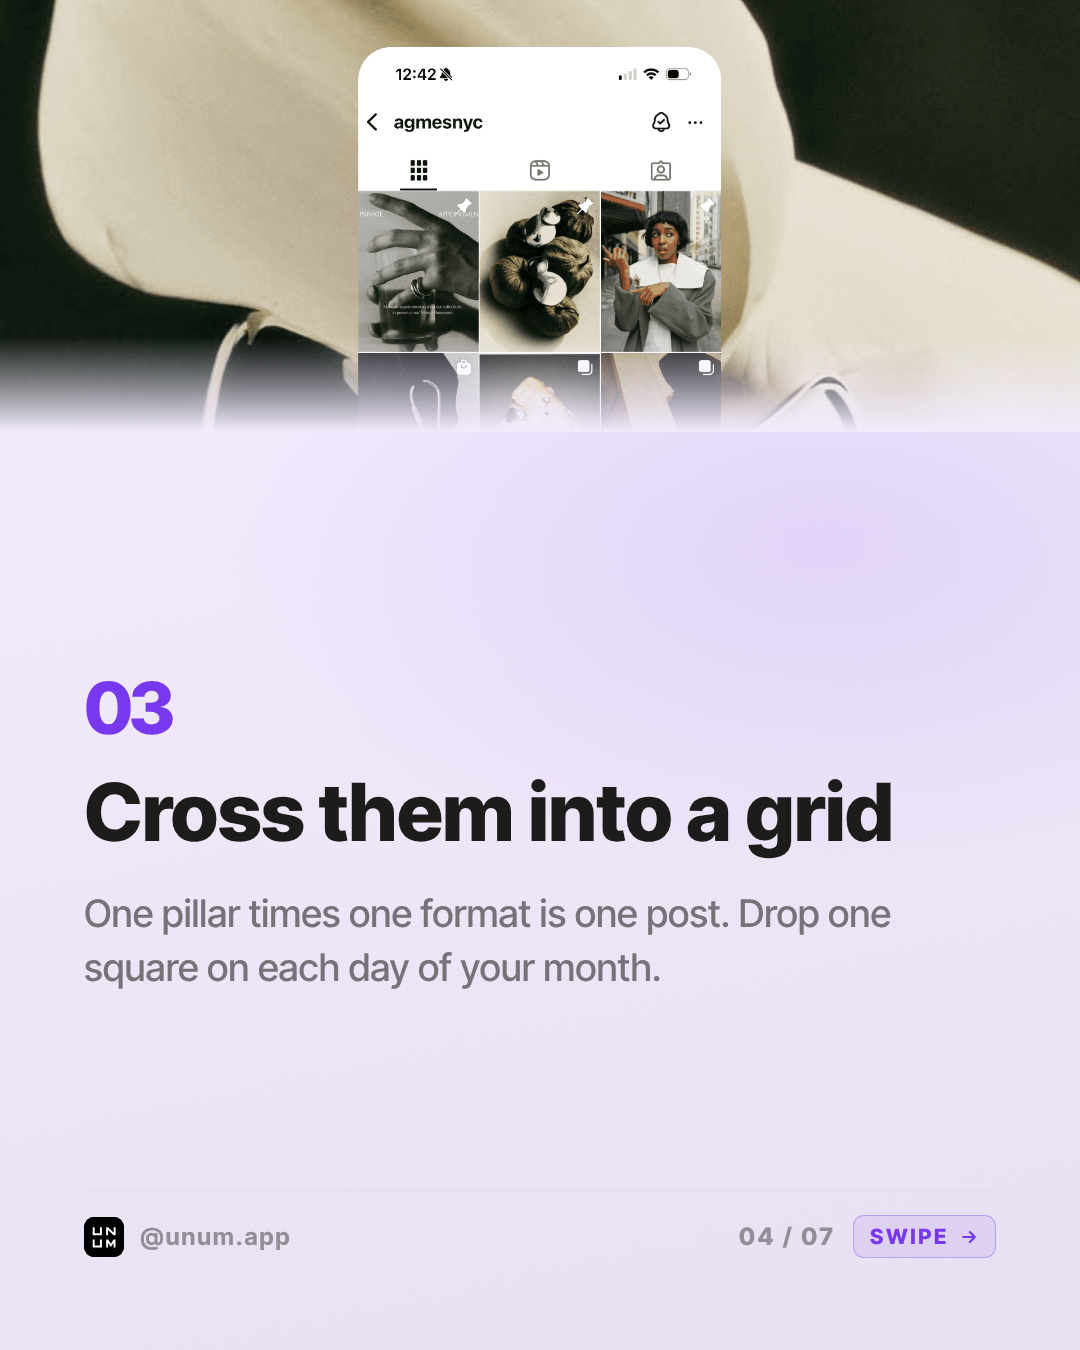 12:42
agmesnyc
PRIVATE
03
Cross them into a grid
One pillar times one format is one post. Drop one
square on each day of your month.
UN
UM
@unum.app
04 / 07
SWIPE →